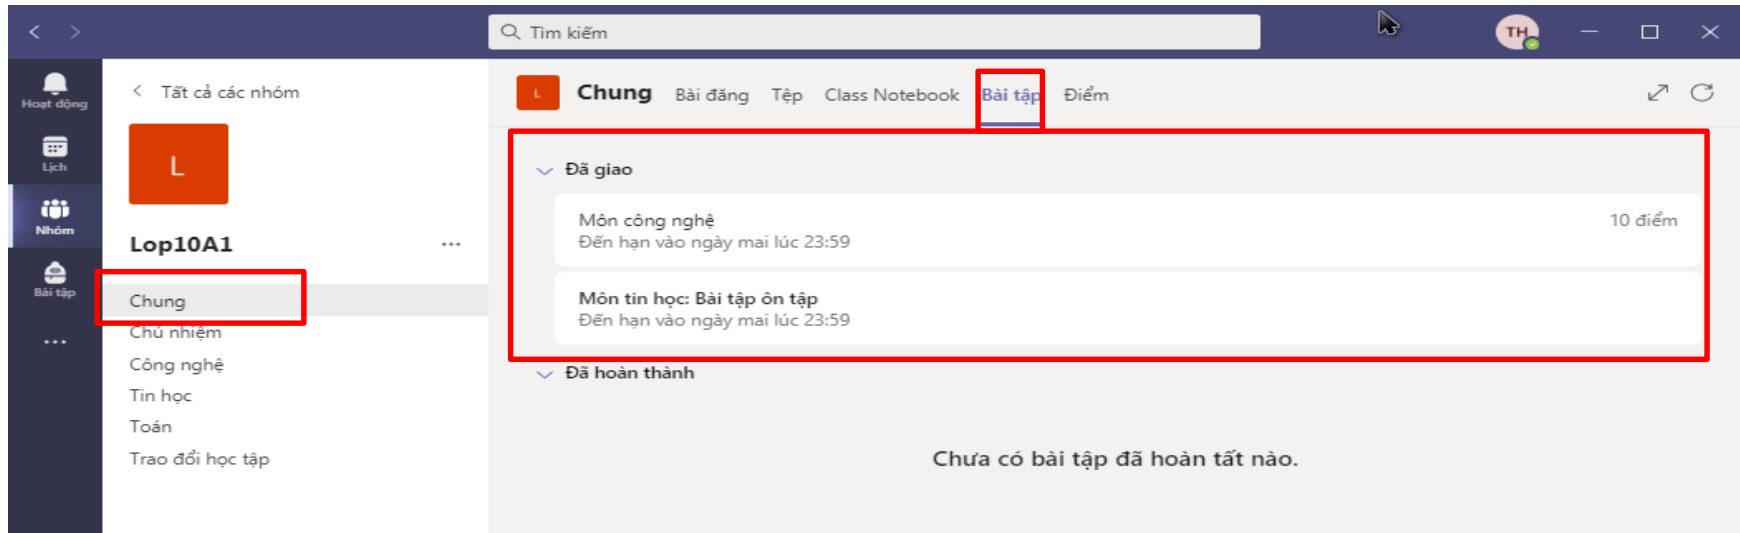 Tìm kiếm
TH
Hoạt động
Lịch
Nhóm
Bài tập
Tất cả các nhóm
L
Lop10A1
Chung
Chủ nhiệm
Công nghệ
Tin học
Toán
Trao đổi học tập
L Chung Bài đăng Tệp Class Notebook Bài tập Điểm
Đã giao
Môn công nghệ 10 điểm
Đến hạn vào ngày mai lúc 23:59
Môn tin học: Bài tập ôn tập
Đến hạn vào ngày mai lúc 23:59
Đã hoàn thành
Chưa có bài tập đã hoàn tất nào.